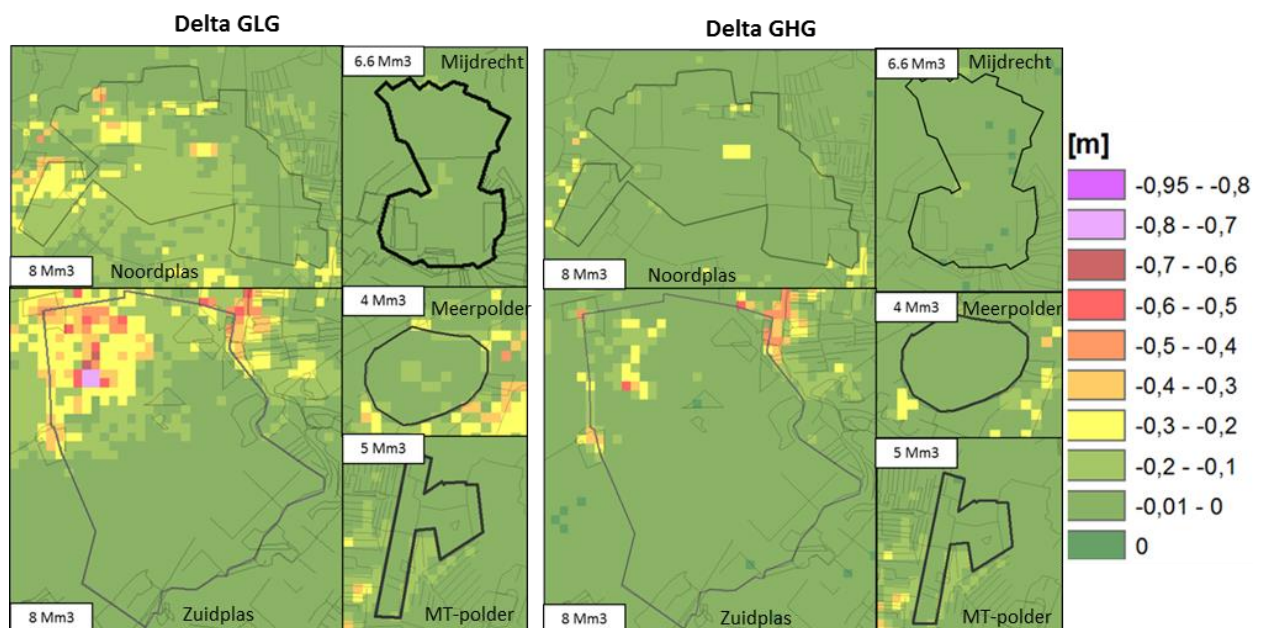 Delta GLG
6.6 Mm3
Mijdrecht
8 Mm3
Noordplas
4 Mm3
Meerpolder
5 Mm3
8 Mm3
Zuidplas
MT-polder
Delta GHG
6.6 Mm3
Mijdrecht
8 Mm3
Noordplas
4 Mm3
Meerpolder
5 Mm3
8 Mm3
Zuidplas
MT-polder
[m]
-0,95 - -0,8
-0,8 - -0,7
-0,7 - -0,6
-0,6 - -0,5
-0,5 - -0,4
-0,4 - -0,3
-0,3 - -0,2
-0,2 - -0,1
-0,01 - 0
0